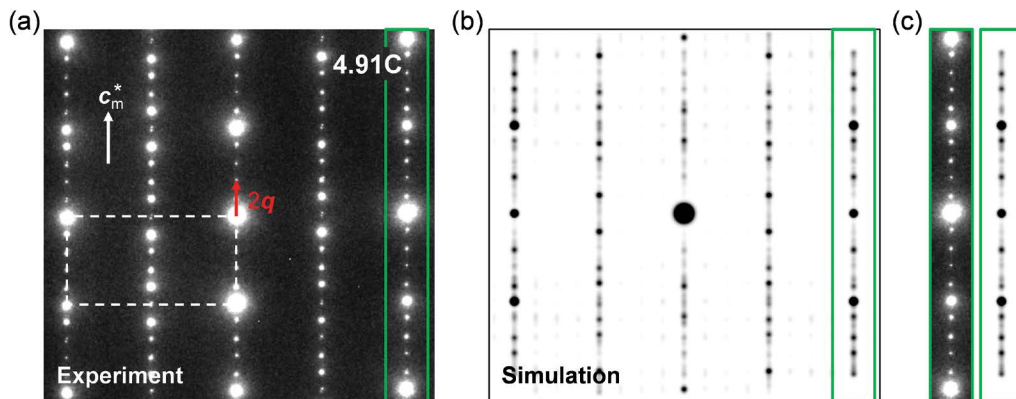 (a)
4.91C
c*m
2q
Experiment
(b)
Simulation
(c)